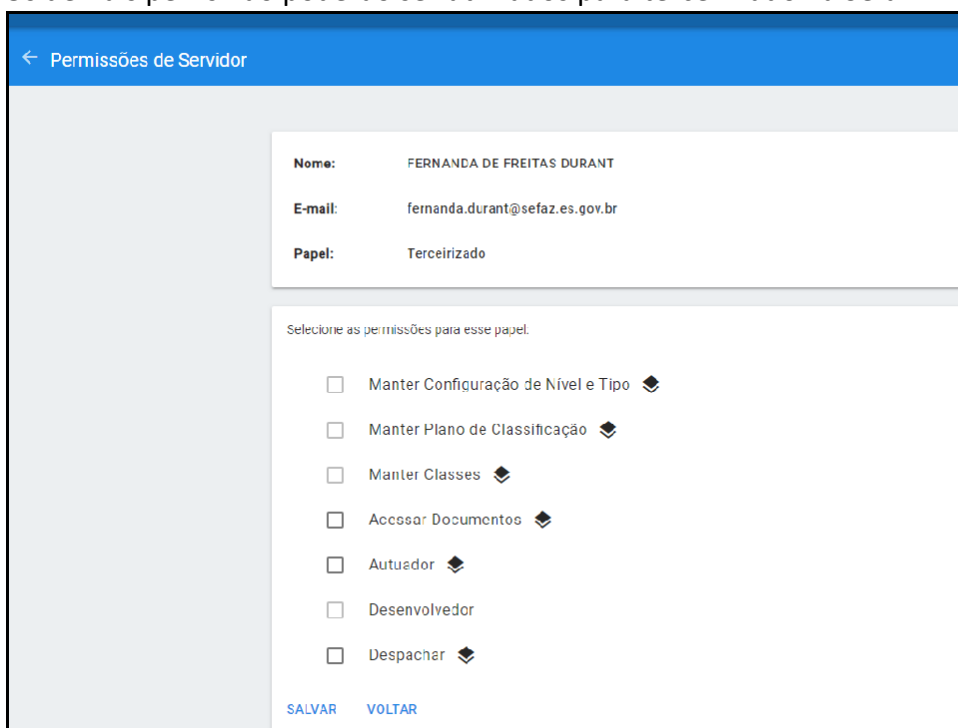 Permissões de Servidor
Nome: FERNANDA DE FREITAS DURANT
E-mail: fernanda.durant@sefaz.es.gov.br
Papel: Terceirizado
Selecione as permissões para esse papel:
Manter Configuração de Nível e Tipo
Manter Plano de Classificação
Manter Classes
Acessar Documentos
Autuador
Desenvolvedor
Despachar
SALVAR VOLTAR